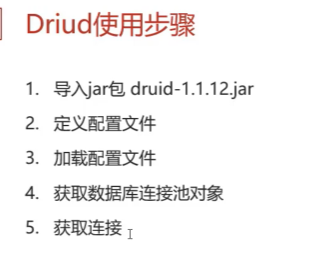 Driud使用步骤
1. 导入jar包 druid-1.1.12.jar
2. 定义配置文件
3. 加载配置文件
4. 获取数据库连接池对象
5. 获取连接